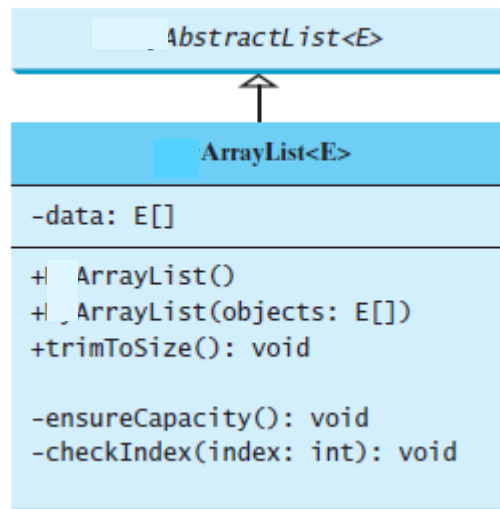 AbstractList<E>
ArrayList<E>
-data: E[]
+ ArrayList()
+ ArrayList(objects: E[])
+trimToSize(): void
-ensureCapacity(): void
-checkIndex(index: int): void